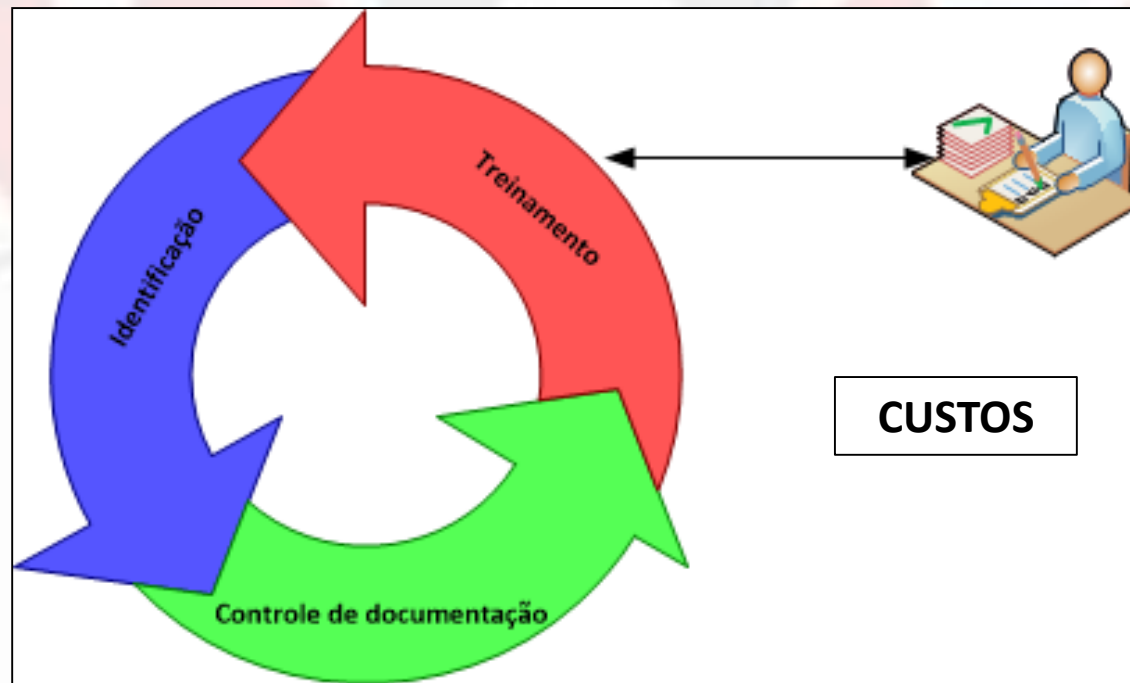 Treinamento
Identificação
CUSTOS
Controle de documentação